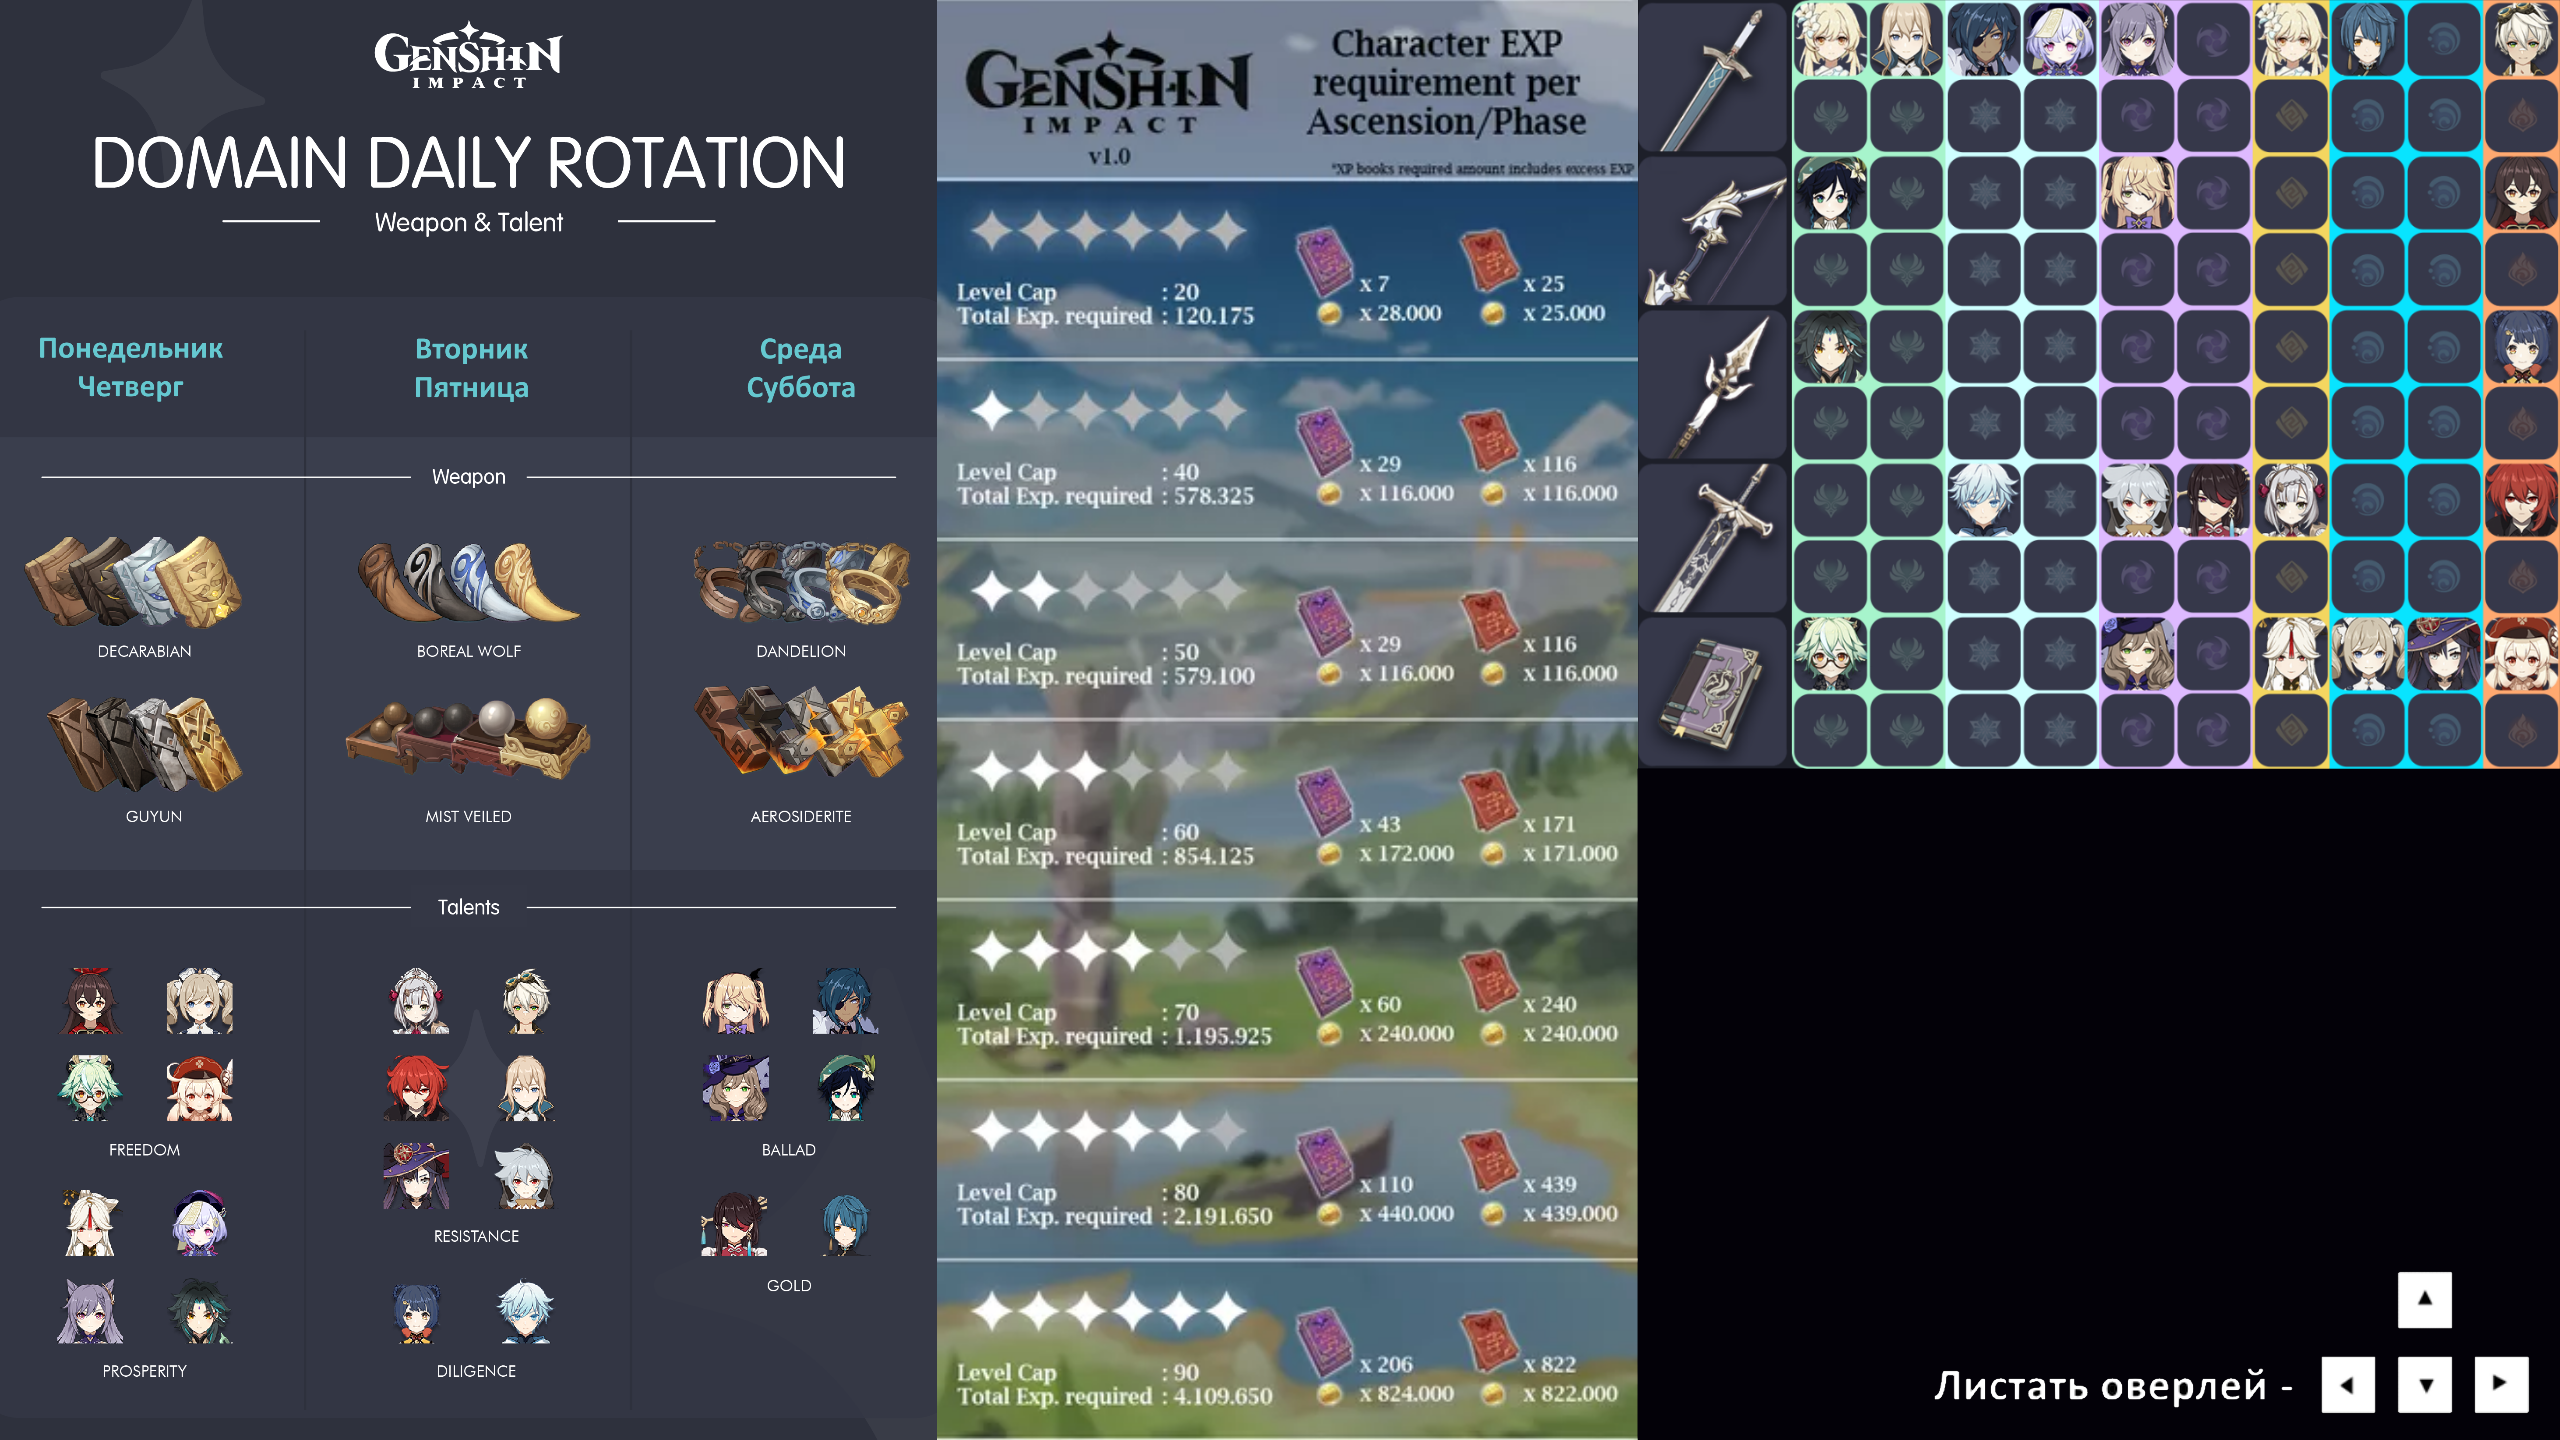 GENSHIN
IMPACT
DOMAIN DAILY ROTATION
Weapon & Talent
Понедельник
Четверг
Вторник
Пятница
Среда
Суббота
Weapon
DECARABIAN
BOREAL WOLF
DANDELION
GUYUN
MIST VEILED
AEROSIDERITE
Talents
FREEDOM
RESISTANCE
BALLAD
PROSPERITY
DILIGENCE
GOLD
GENSHIN
IMPACT
v1.0
Character EXP
requirement per
Ascension/Phase
*XP books required amount includes excess EXP
Level Cap : 20
Total Exp. required : 120.175
x 7
x 28.000
x 25
x 25.000
Level Cap : 40
Total Exp. required : 578.325
x 29
x 116.000
x 116
x 116.000
Level Cap : 50
Total Exp. required : 579.100
x 29
x 116.000
x 116
x 116.000
Level Cap : 60
Total Exp. required : 854.125
x 43
x 172.000
x 171
x 171.000
Level Cap : 70
Total Exp. required : 1.195.925
x 60
x 240.000
x 240
x 240.000
Level Cap : 80
Total Exp. required : 2.191.650
x 110
x 440.000
x 439
x 439.000
Level Cap : 90
Total Exp. required : 4.109.650
x 206
x 824.000
x 822
x 822.000
Листать оверлей -